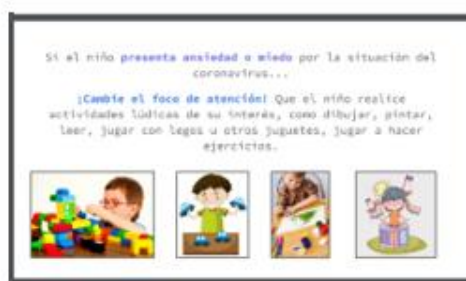 Si el niño presenta ansiedad o miedo por la situación del
coronavirus...
¡Cambie el foco de atención! Que el niño realice
actividades lúdicas de su interés, como dibujar, pintar,
leer, jugar con legos u otros juguetes, jugar a hacer
ejercicios.